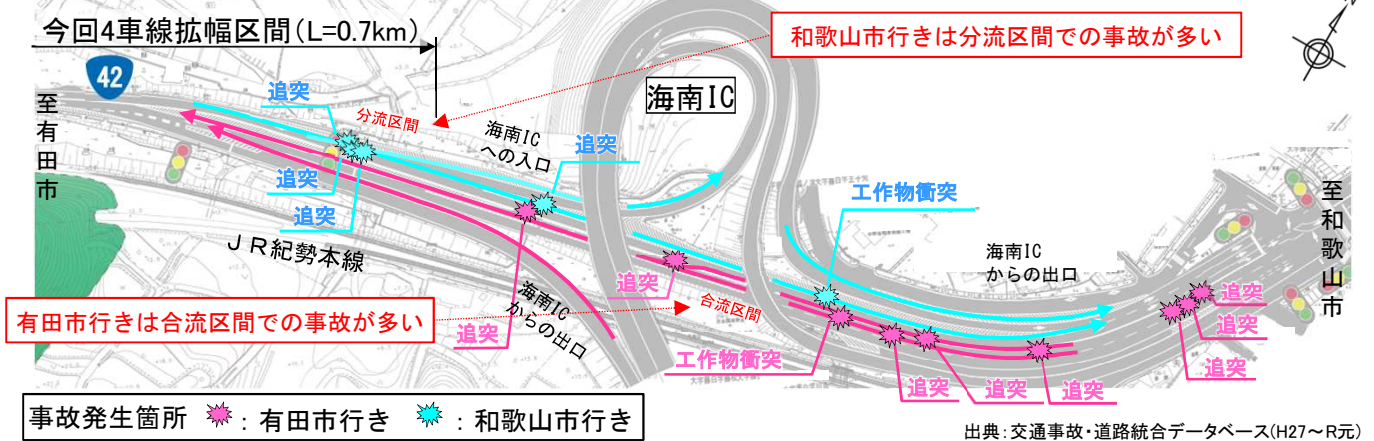 今回4車線拡幅区間(L=0.7km)
和歌山市行きは分流区間での事故が多い
42
至有田市
追突
分流区間
海南IC
への入口
追突
海南IC
追突
追突
工作物衝突
至和歌山市
JR紀勢本線
海南IC
からの出口
追突
合流区間
有田市行きは合流区間での事故が多い
海南IC
からの出口
追突
工作物衝突
追突
追突
追突
追突
追突
追突
事故発生箇所 :有田市行き :和歌山市行き
出典:交通事故・道路統合データベース(H27~R元)